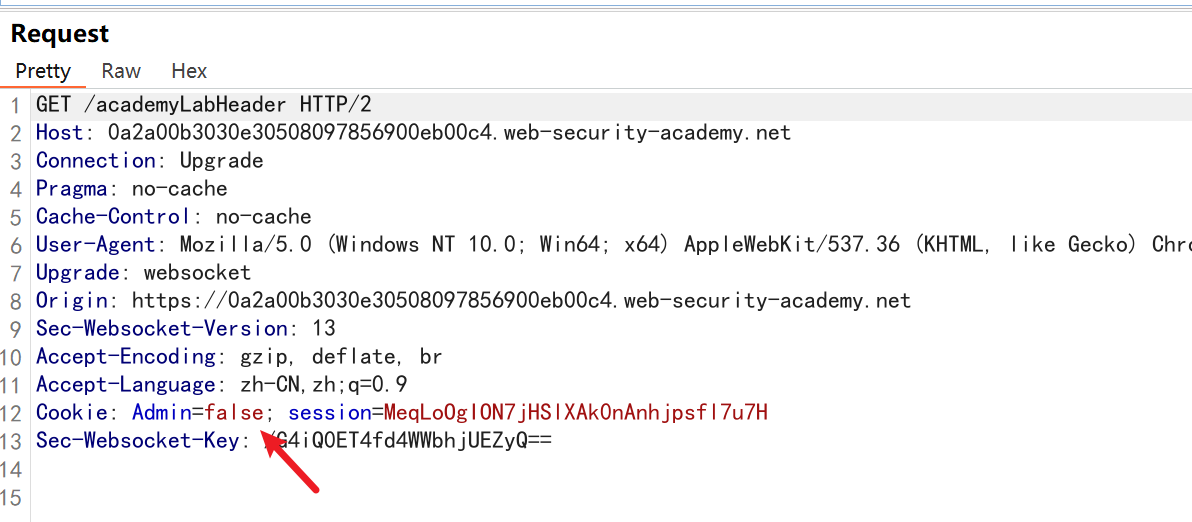 Request
Pretty Raw Hex
1 GET /academyLabHeader HTTP/2
2 Host: 0a2a00b3030e30508097856900eb00c4.web-security-academy.net
3 Connection: Upgrade
4 Pragma: no-cache
5 Cache-Control: no-cache
6 User-Agent: Mozilla/5.0 (Windows NT 10.0; Win64; x64) AppleWebKit/537.36 (KHTML, like Gecko)
7 Upgrade: websocket
8 Origin: https://0a2a00b3030e30508097856900eb00c4.web-security-academy.net
9 Sec-Websocket-Version: 13
10 Accept-Encoding: gzip, deflate, br
11 Accept-Language: zh-CN,zh;q=0.9
12 Cookie: Admin=false; session=MeqLoOglON7jHSlXAk0nAnhjpsfl7u7H
13 Sec-Websocket-Key: /G4iQ0ET4fd4WWbhjUEZyQ==
14
15